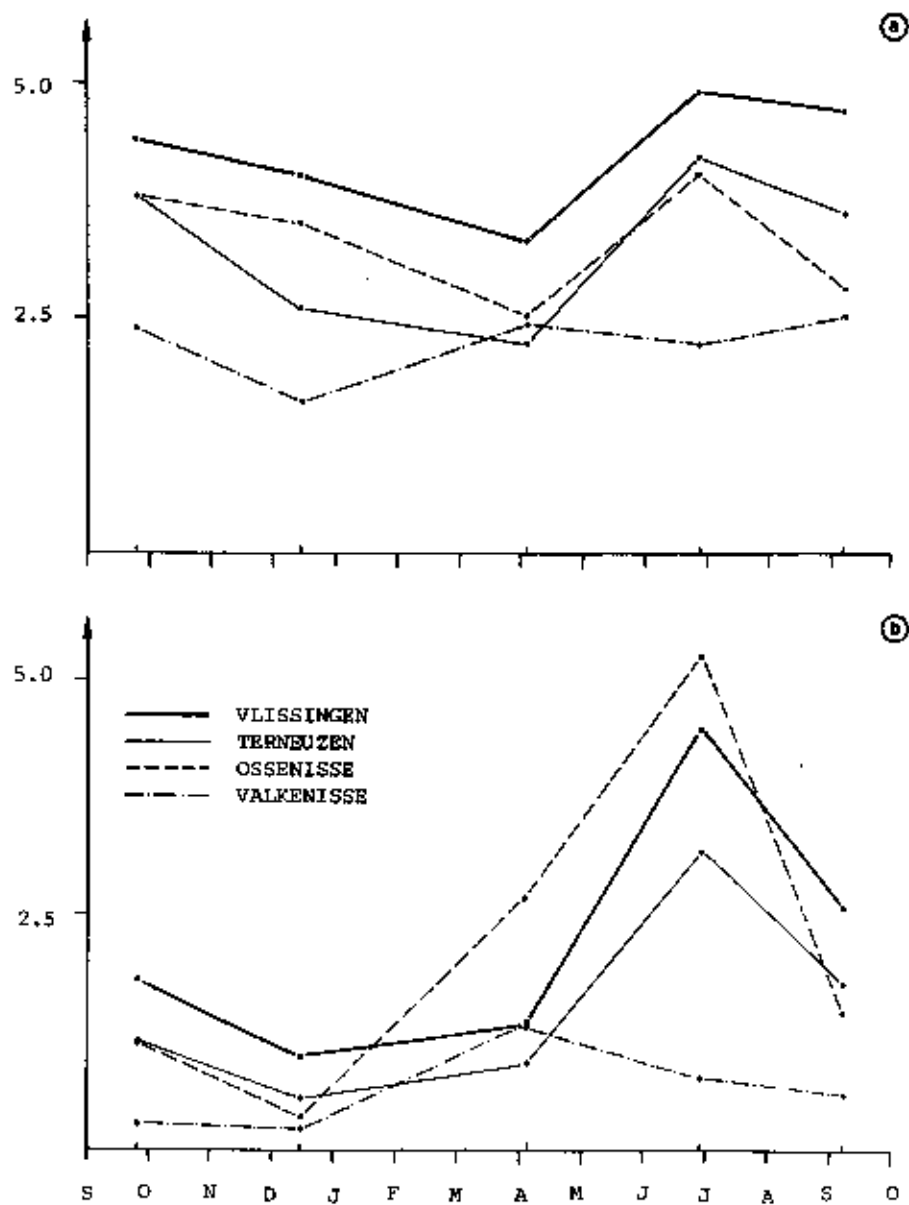 a
5.0
2.5
b
5.0
VLISSINGEN
TERNEUZEN
OSSENISSE
VALKENISSE
2.5
S O N D J F M A M J J A S O